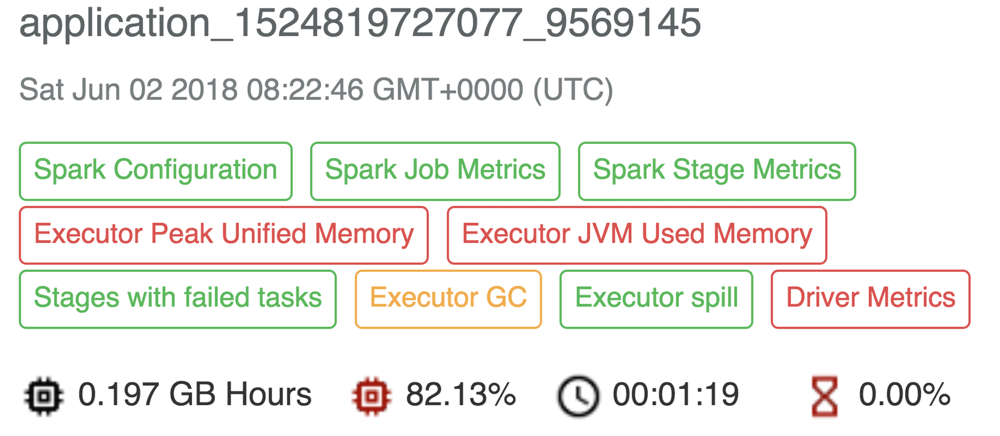 application_1524819727077_9569145
Sat Jun 02 2018 08:22:46 GMT+0000 (UTC)
Spark Configuration Spark Job Metrics Spark Stage Metrics
Executor Peak Unified Memory Executor JVM Used Memory
Stages with failed tasks Executor GC Executor spill Driver Metrics
0.197 GB Hours 82.13% 00:01:19 0.00%